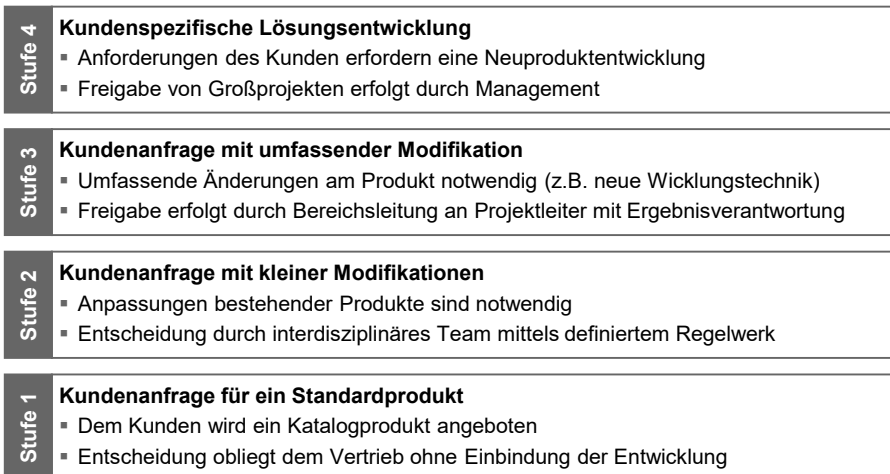 Stufe 4
Kundenspezifische Lösungsentwicklung
▪ Anforderungen des Kunden erfordern eine Neuproduktentwicklung
▪ Freigabe von Großprojekten erfolgt durch Management
Stufe 3
Kundenanfrage mit umfassender Modifikation
▪ Umfassende Änderungen am Produkt notwendig (z.B. neue Wicklungstechnik)
▪ Freigabe erfolgt durch Bereichsleitung an Projektleiter mit Ergebnisverantwortung
Stufe 2
Kundenanfrage mit kleiner Modifikationen
▪ Anpassungen bestehender Produkte sind notwendig
▪ Entscheidung durch interdisziplinäres Team mittels definiertem Regelwerk
Stufe 1
Kundenanfrage für ein Standardprodukt
▪ Dem Kunden wird ein Katalogprodukt angeboten
▪ Entscheidung obliegt dem Vertrieb ohne Einbindung der Entwicklung